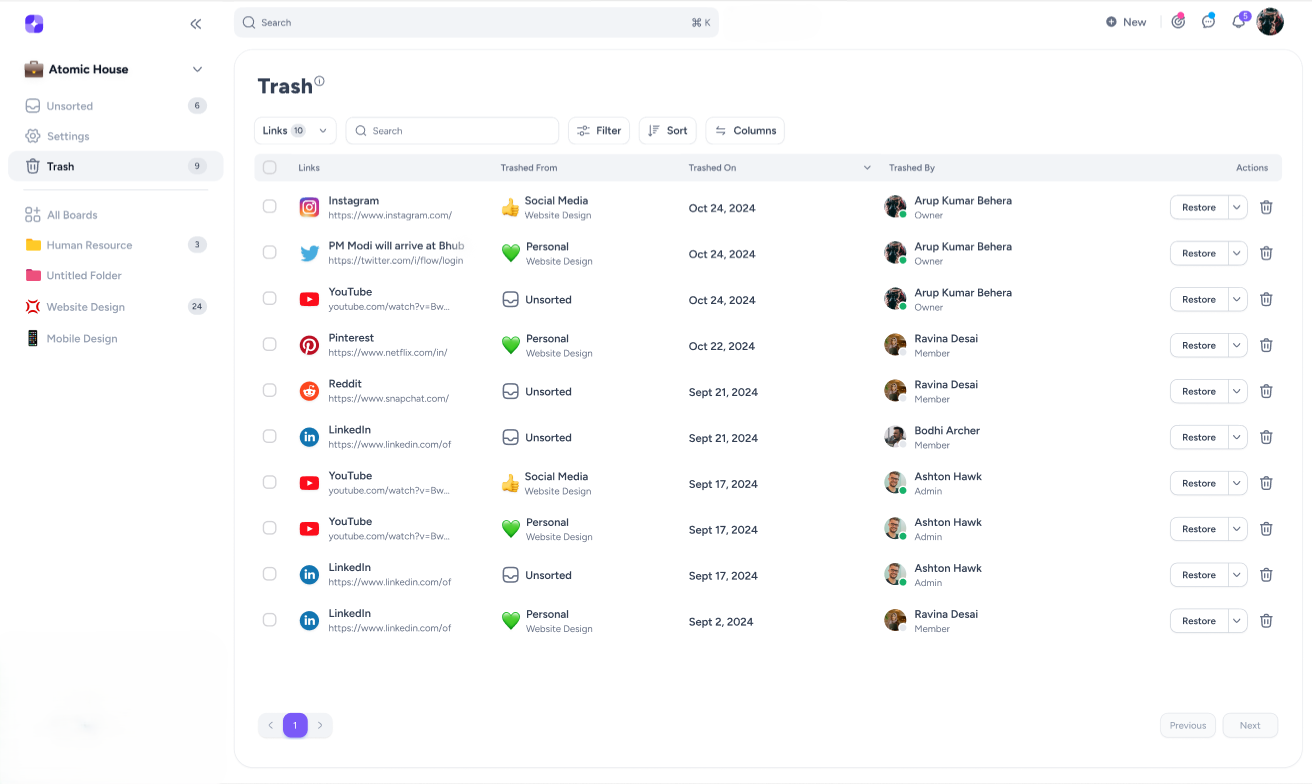 Search
⌘ K
New
5
Atomic House
Unsorted 6
Settings
Trash 9
All Boards
Human Resource 3
Untitled Folder
Website Design 24
Mobile Design
Trash
Links 10
Search
Filter
Sort
Columns
Links Trashed From Trashed On Trashed By Actions
Instagram Social Media Oct 24, 2024 Arup Kumar Behera Restore
https://www.instagram.com/ Website Design Owner
PM Modi will arrive at Bhub Personal Oct 24, 2024 Arup Kumar Behera Restore
https://twitter.com/i/flow/login Website Design Owner
YouTube Unsorted Oct 24, 2024 Arup Kumar Behera Restore
youtube.com/watch?v=Bw... Owner
Pinterest Personal Oct 22, 2024 Ravina Desai Restore
https://www.netflix.com/in/ Website Design Member
Reddit Unsorted Sept 21, 2024 Ravina Desai Restore
https://www.snapchat.com/ Member
LinkedIn Unsorted Sept 21, 2024 Bodhi Archer Restore
https://www.linkedin.com/of Member
YouTube Social Media Sept 17, 2024 Ashton Hawk Restore
youtube.com/watch?v=Bw... Website Design Admin
YouTube Personal Sept 17, 2024 Ashton Hawk Restore
youtube.com/watch?v=Bw... Website Design Admin
LinkedIn Unsorted Sept 17, 2024 Ashton Hawk Restore
https://www.linkedin.com/of Admin
LinkedIn Personal Sept 2, 2024 Ravina Desai Restore
https://www.linkedin.com/of Website Design Member
1
Previous
Next